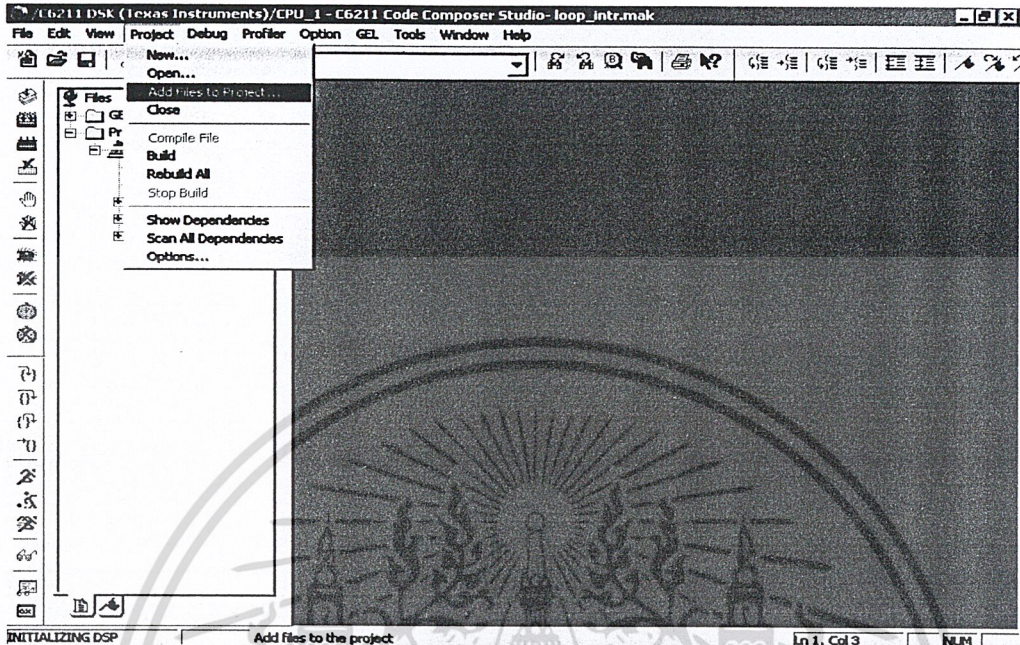 /C6211 DSK (Texas Instruments)/CPU_1 - C6211 Code Composer Studio- loop_intr.mak
File Edit View Project Debug Profiler Option GEL Tools Window Help
New...
Open...
Add Files to Project...
Close
Compile File
Build
Rebuild All
Stop Build
Show Dependencies
Scan All Dependencies
Options...
Files
GE
Pr
INITIALIZING DSP Add files to the project Ln 1, Col 3 NUM